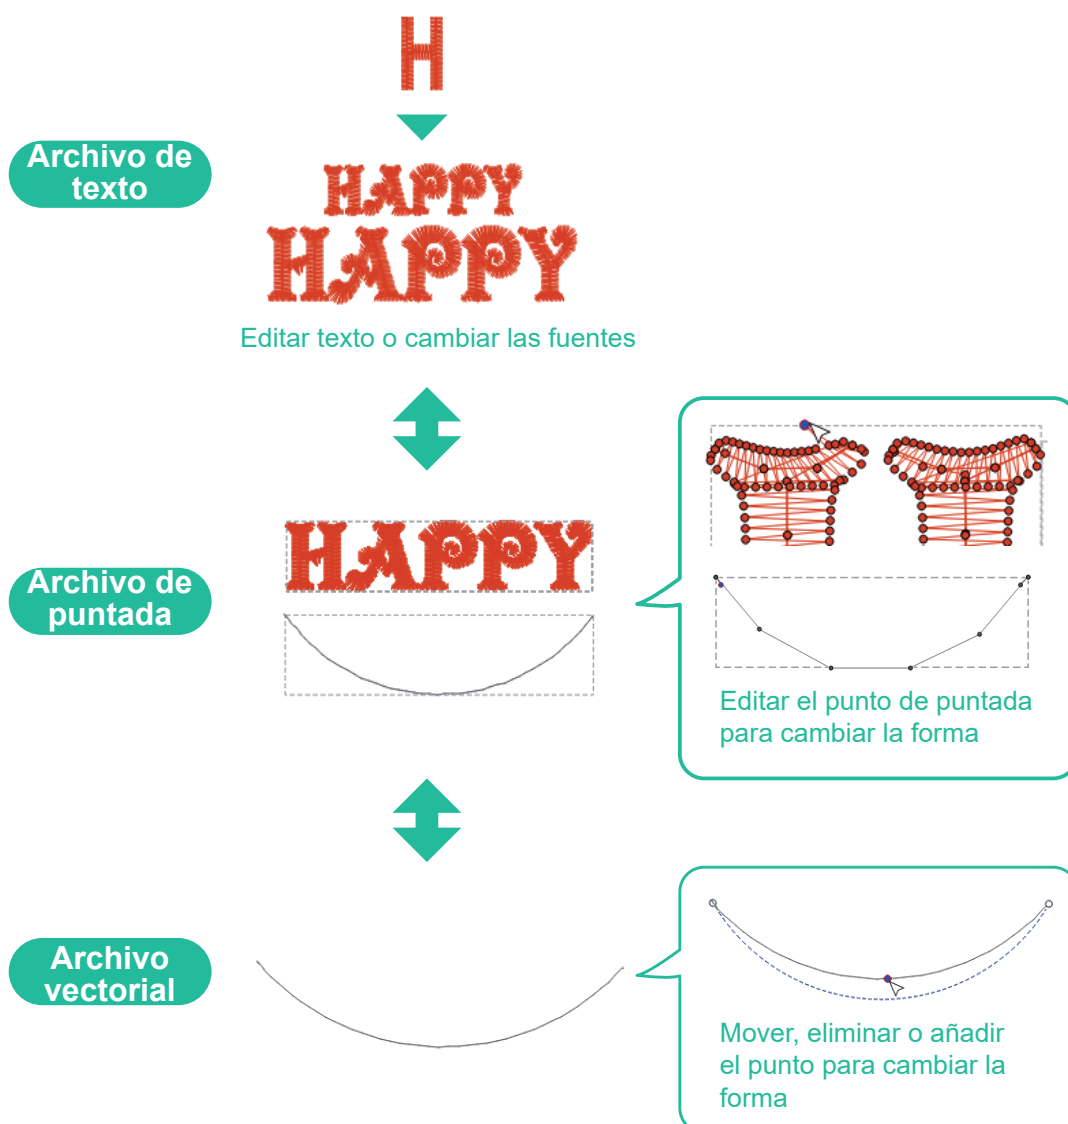 H
Archivo de
texto
HAPPY
HAPPY
Editar texto o cambiar las fuentes
Archivo de
puntada
HAPPY
Editar el punto de puntada
para cambiar la forma
Archivo
vectorial
Mover, eliminar o añadir
el punto para cambiar la
forma